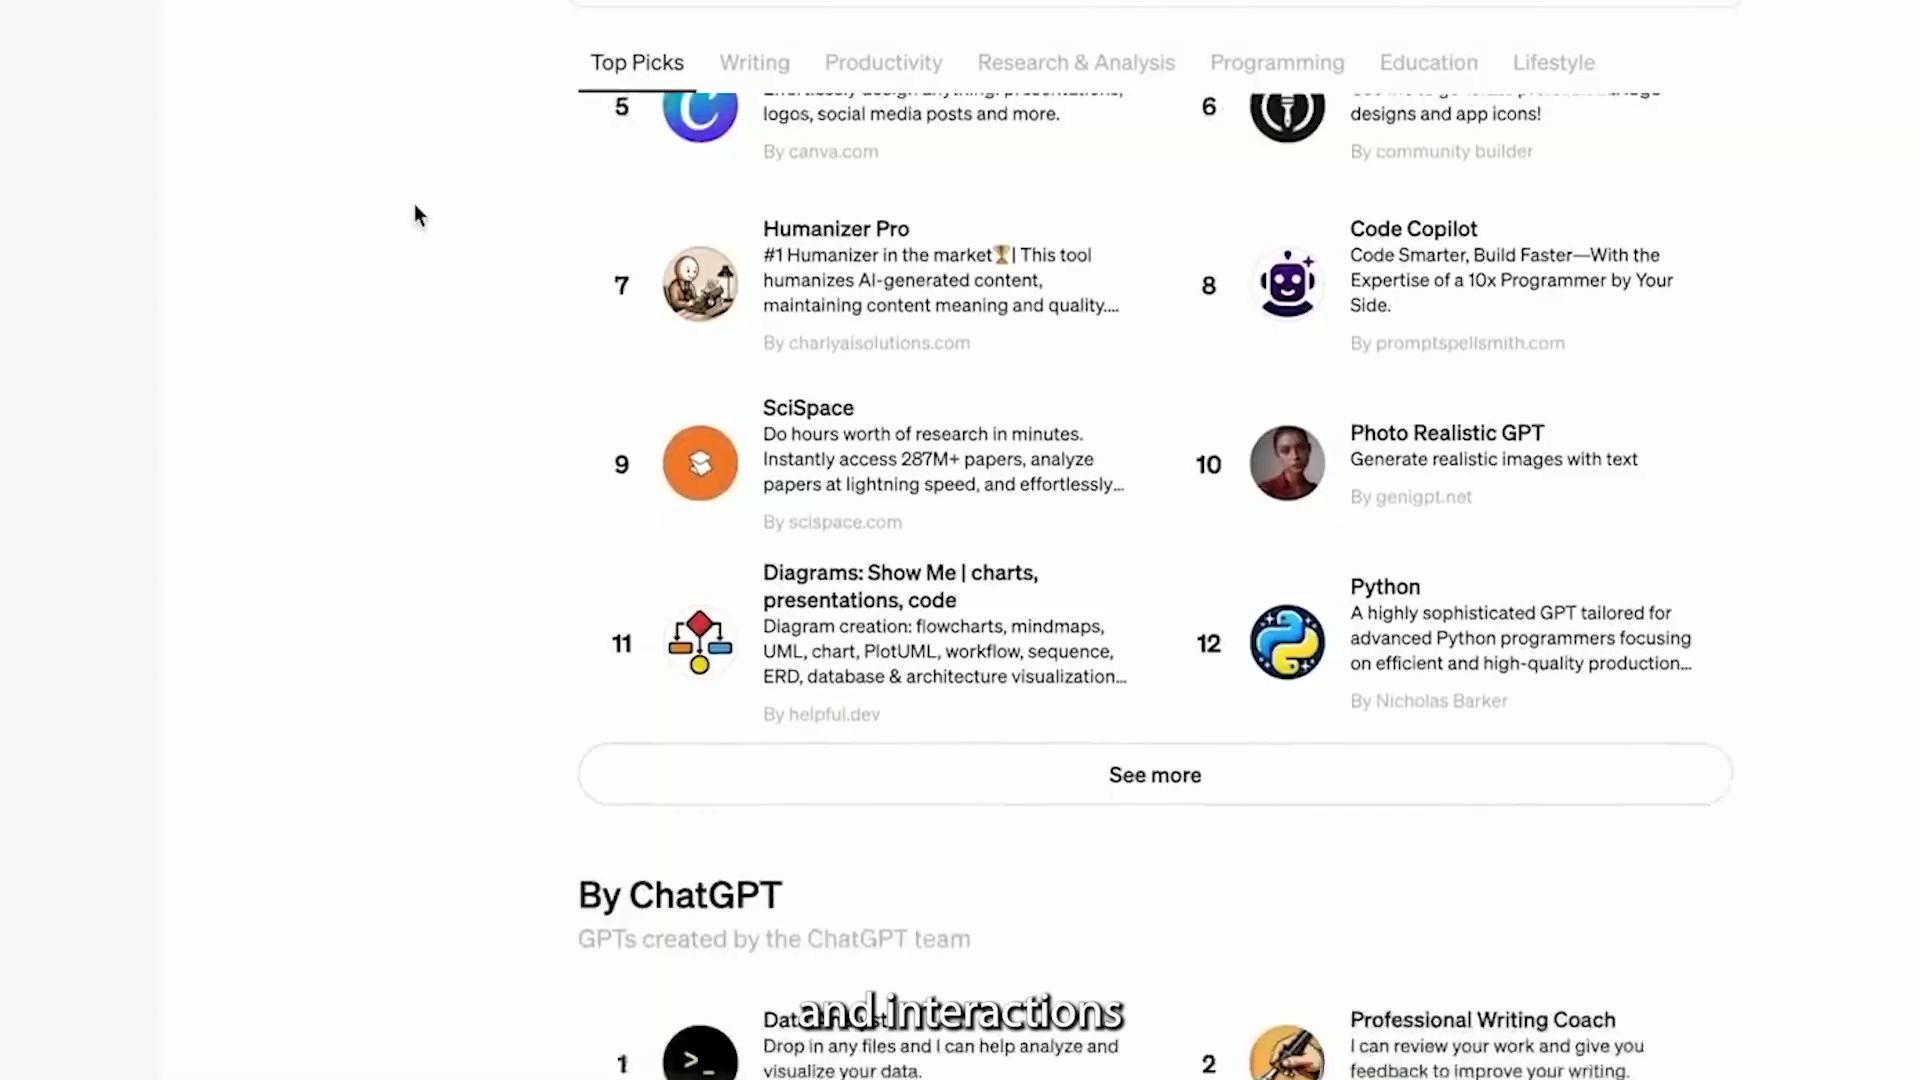 Top Picks Writing Productivity Research & Analysis Programming Education Lifestyle
5
logos, social media posts and more.
By canva.com
6
designs and app icons!
By community builder
7
Humanizer Pro
#1 Humanizer in the market🏆| This tool
humanizes AI-generated content,
maintaining content meaning and quality....
By charlyaisolutions.com
8
Code Copilot
Code Smarter, Build Faster—With the
Expertise of a 10x Programmer by Your
Side.
By promptspellsmith.com
9
SciSpace
Do hours worth of research in minutes.
Instantly access 287M+ papers, analyze
papers at lightning speed, and effortlessly...
By scispace.com
10
Photo Realistic GPT
Generate realistic images with text
By genigpt.net
11
Diagrams: Show Me | charts,
presentations, code
Diagram creation: flowcharts, mindmaps,
UML, chart, PlotUML, workflow, sequence,
ERD, database & architecture visualization...
By helpful.dev
12
Python
A highly sophisticated GPT tailored for
advanced Python programmers focusing
on efficient and high-quality production...
By Nicholas Barker
See more
By ChatGPT
GPTs created by the ChatGPT team
and interactions
1
Drop in any files and I can help analyze and
visualize your data.
2
Professional Writing Coach
I can review your work and give you
feedback to improve your writing.